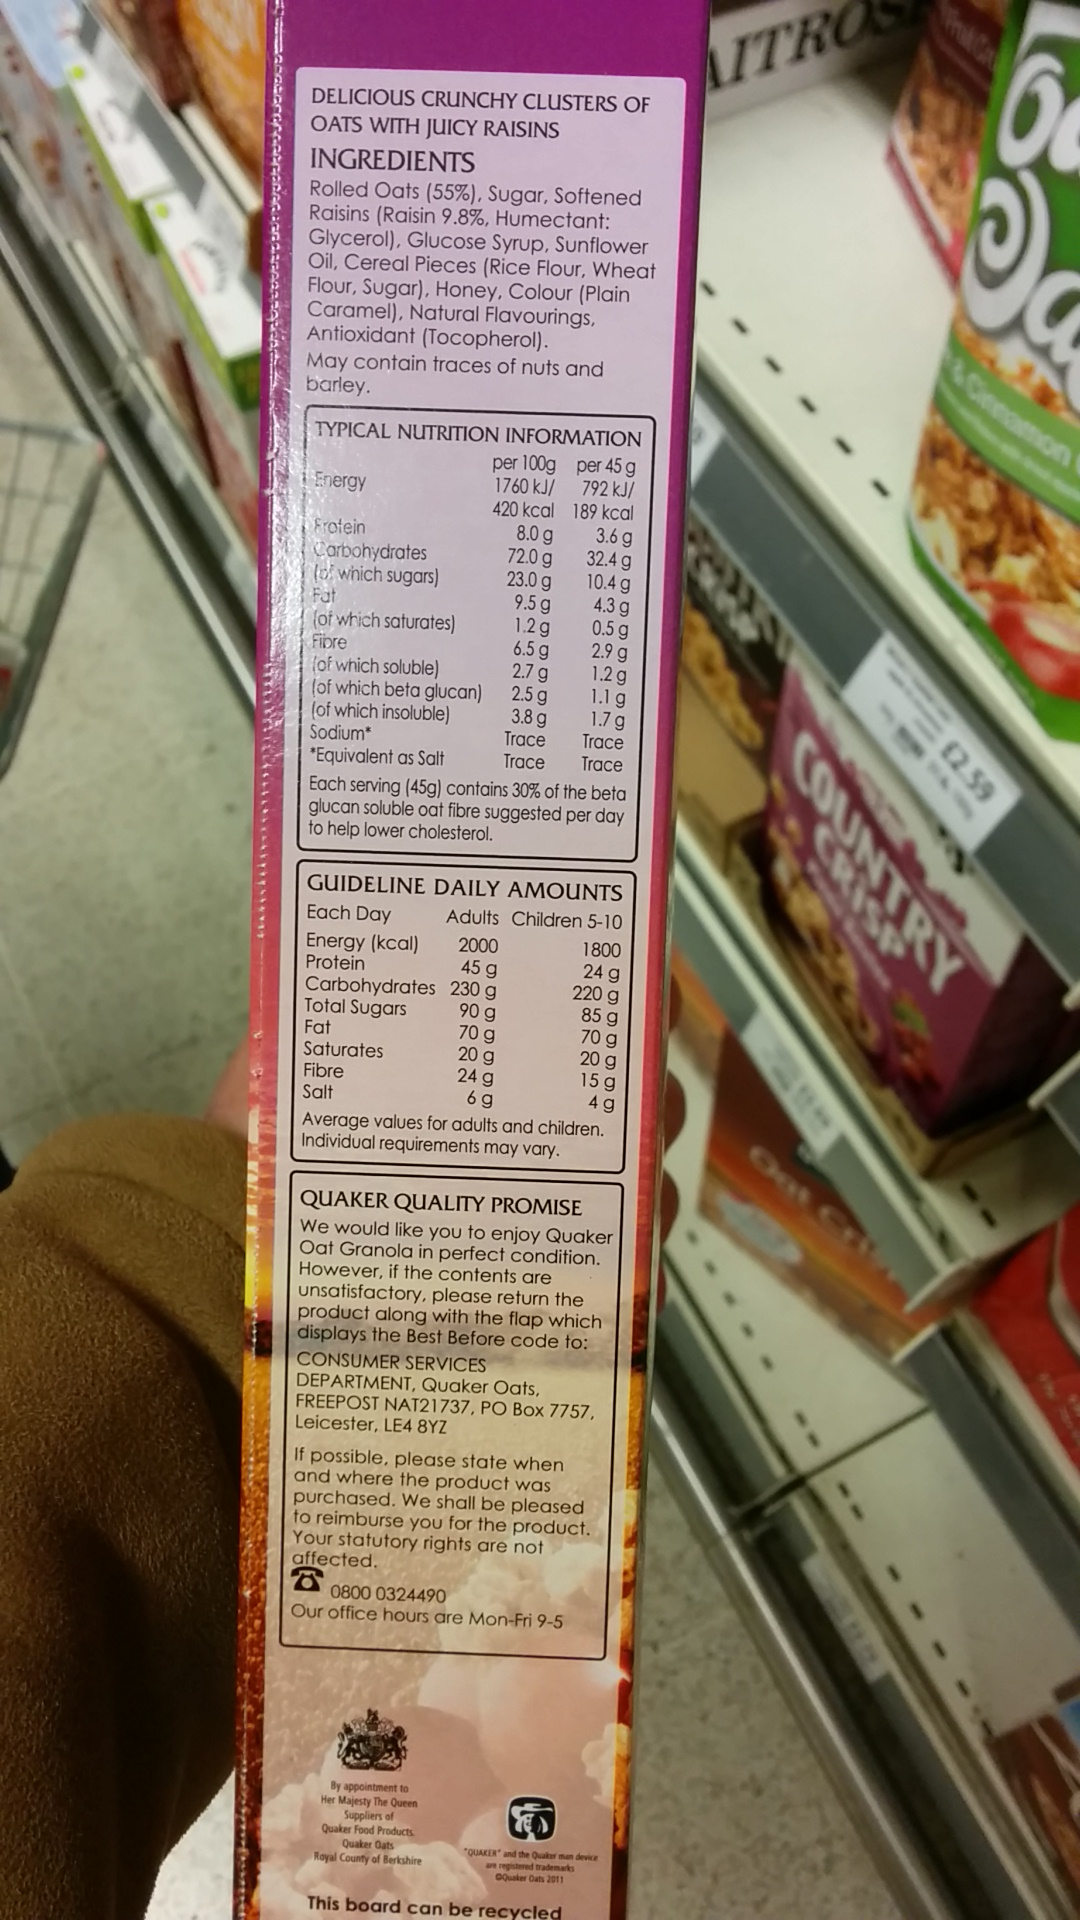 DELICIOUS CRUNCHY CLUSTERS OF
OATS WITH JUICY RAISINS
INGREDIENTS
Rolled Oats (55%), Sugar, Softened
Raisins (Raisin 9.8%, Humectant:
Glycerol), Glucose Syrup, Sunflower
Oil, Cereal Pieces (Rice Flour, Wheat
Flour, Sugar), Honey, Colour (Plain
Caramel), Natural Flavourings,
Antioxidant (Tocopherol).
May contain traces of nuts and
barley.
TYPICAL NUTRITION INFORMATION
per 100g per 45 g
Energy 1760 kJ/ 792 kJ/
420 kcal 189 kcal
Protein 8.0 g 3.6 g
Carbohydrates 72.0 g 32.4 g
(of which sugars) 23.0 g 10.4 g
Fat 9.5 g 4.3 g
(of which saturates) 1.2 g 0.5 g
Fibre 6.5 g 2.9 g
(of which soluble) 2.7 g 1.2 g
(of which beta glucan) 2.5 g 1.1 g
(of which insoluble) 3.8 g 1.7 g
Sodium* Trace Trace
*Equivalent as Salt Trace Trace
Each serving (45g) contains 30% of the beta
glucan soluble oat fibre suggested per day
to help lower cholesterol.
GUIDELINE DAILY AMOUNTS
Each Day Adults Children 5-10
Energy (kcal) 2000 1800
Protein 45 g 24 g
Carbohydrates 230 g 220 g
Total Sugars 90 g 85 g
Fat 70 g 70 g
Saturates 20 g 20 g
Fibre 24 g 15 g
Salt 6 g 4 g
Average values for adults and children.
Individual requirements may vary.
QUAKER QUALITY PROMISE
We would like you to enjoy Quaker
Oat Granola in perfect condition.
However, if the contents are
unsatisfactory, please return the
product along with the flap which
displays the Best Before code to:
CONSUMER SERVICES
DEPARTMENT, Quaker Oats,
FREEPOST NAT21737, PO Box 7757,
Leicester, LE4 8YZ
If possible, please state when
and where the product was
purchased. We shall be pleased
to reimburse you for the product.
Your statutory rights are not
affected.
0800 0324490
Our office hours are Mon-Fri 9-5
By appointment to
Her Majesty The Queen
Suppliers of
Quaker Food Products.
Quaker Oats
Royal County of Berkshire
"QUAKER" and the Quaker man device
are registered trademarks
©Quaker Oats 2011
This board can be recycled
AITROS
& Cinnamon
£2.59
COUNTRY
CRISP